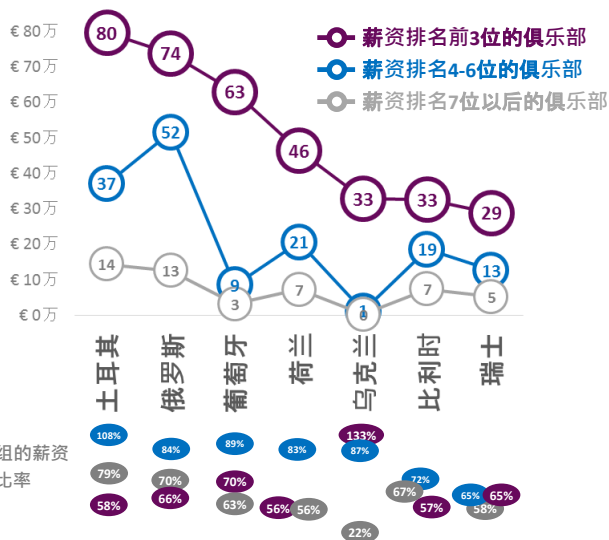 € 80万
€ 70万
€ 60万
€ 50万
€ 40万
€ 30万
€ 20万
€ 10万
€ 0万
薪资排名前3位的俱乐部
薪资排名4-6位的俱乐部
薪资排名7位以后的俱乐部
80
74
63
46
33
33
29
37
52
9
21
1
19
13
14
13
3
7
7
5
土耳其
俄罗斯
葡萄牙
荷兰
乌克兰
比利时
瑞士
组的薪资
比率
108%
84%
89%
83%
133%
87%
72%
65%
65%
79%
70%
70%
67%
58%
58%
66%
63%
56%
56%
57%
22%